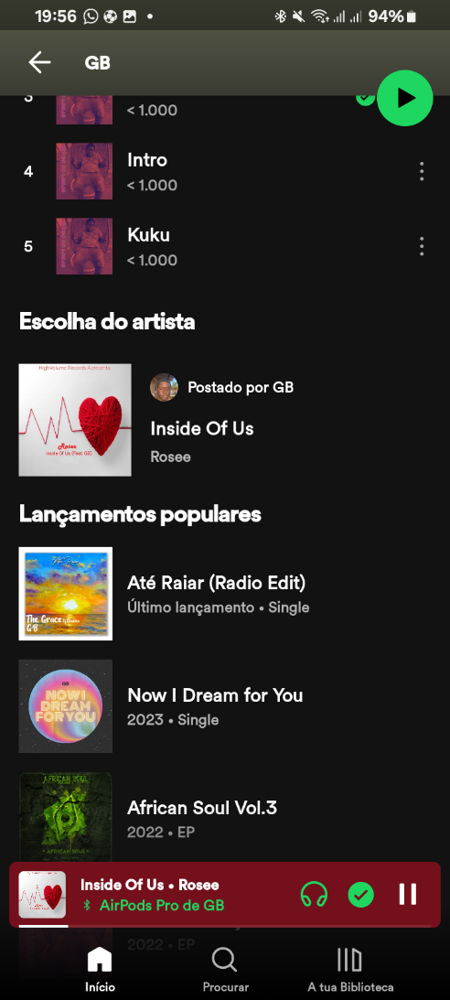 19:56
94%
GB
3
< 1.000
4
Intro
< 1.000
5
Kuku
< 1.000
Escolha do artista
HighVolume Records Apresenta
Rosee
Inside Of Us (Feat. GB)
Postado por GB
Inside Of Us
Rosee
Lançamentos populares
The Grace
GB
Até Raiar (Radio Edit)
Último lançamento • Single
GB
NOW I
DREAM
FOR YOU
Now I Dream for You
2023 • Single
AFRICAN SOUL
AFRICAN SOUL
African Soul Vol.3
2022 • EP
Inside Of Us • Rosee
AirPods Pro de GB
2022 • EP
Início
Procurar
A tua Biblioteca